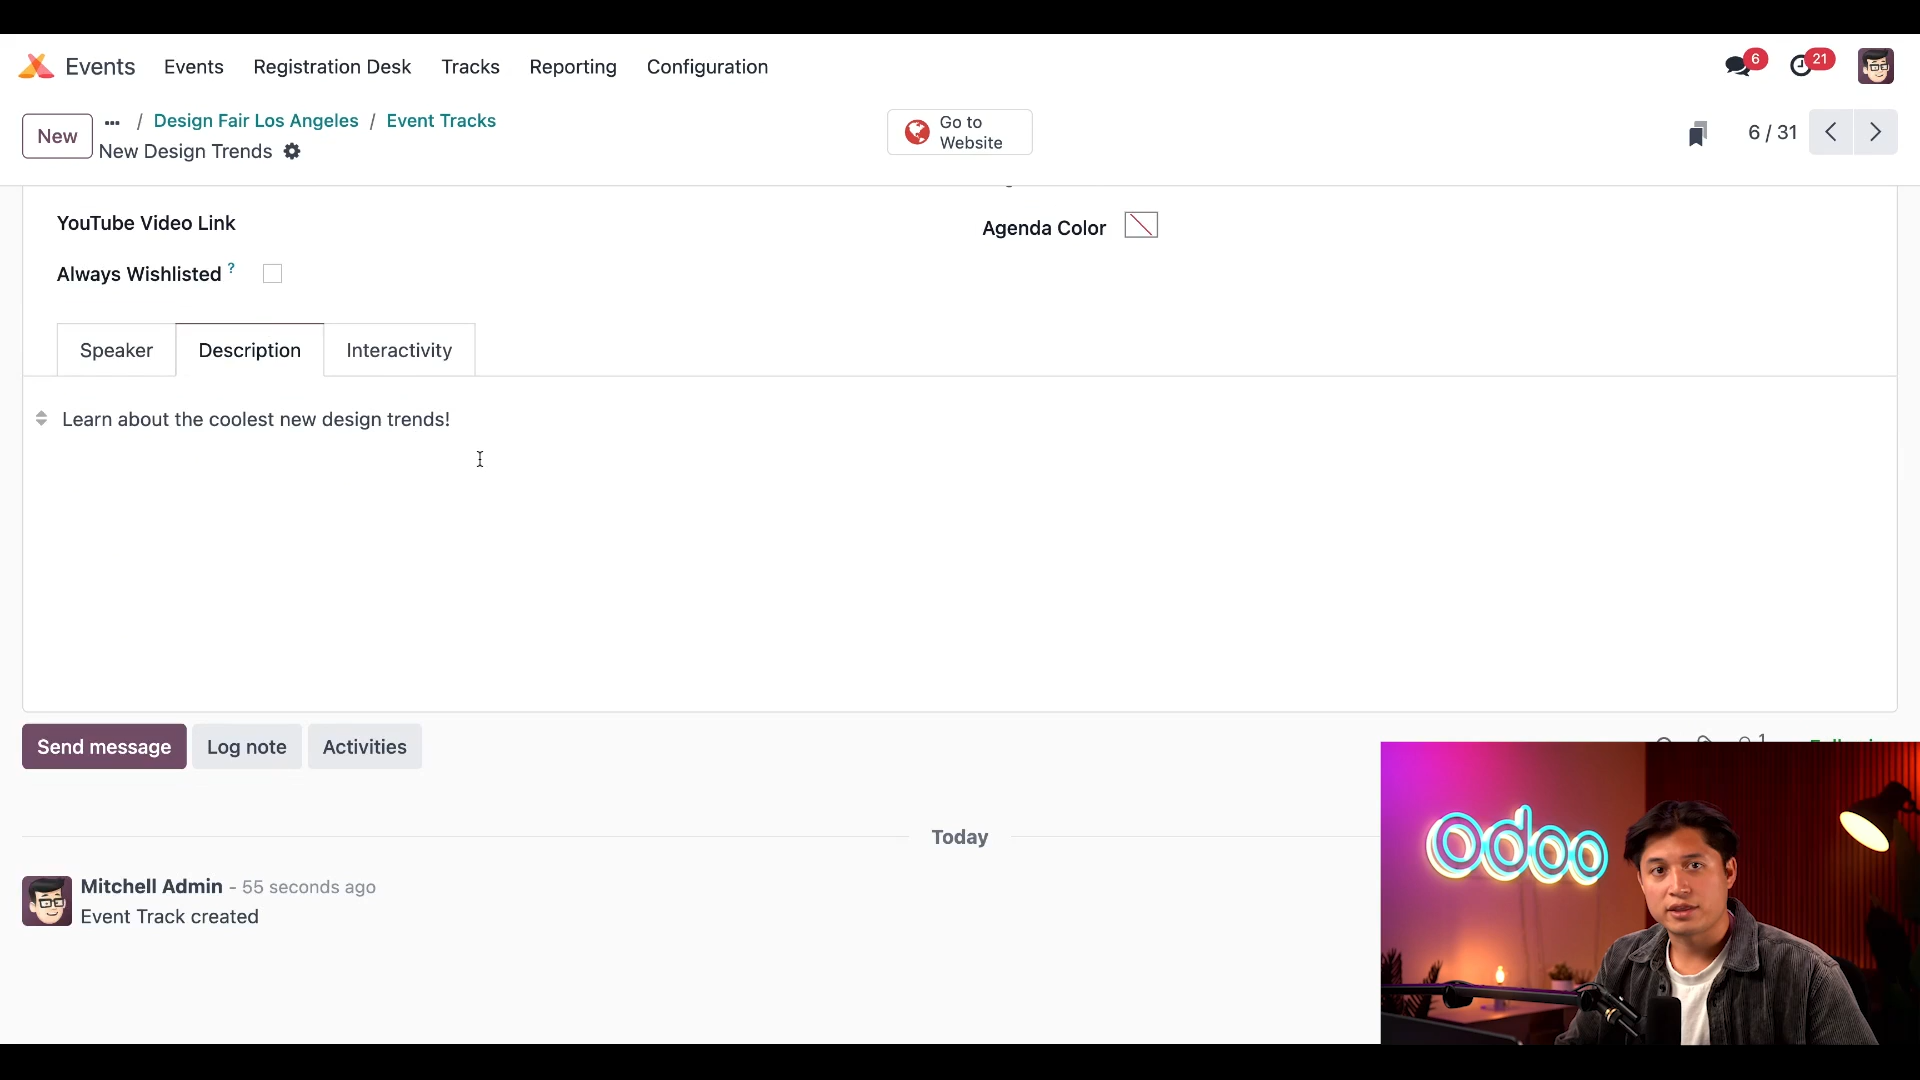 Events Events Registration Desk Tracks Reporting Configuration 6 21
New ... / Design Fair Los Angeles / Event Tracks
New Design Trends
Go to
Website
6 / 31
YouTube Video Link
Agenda Color
Always Wishlisted ?
Speaker Description Interactivity
Learn about the coolest new design trends!
Send message Log note Activities
1
Today
Mitchell Admin - 55 seconds ago
Event Track created
odoo